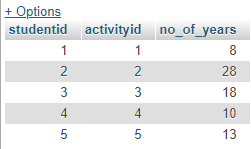 + Options
studentid activityid no_of_years
1 1 8
2 2 28
3 3 18
4 4 10
5 5 13